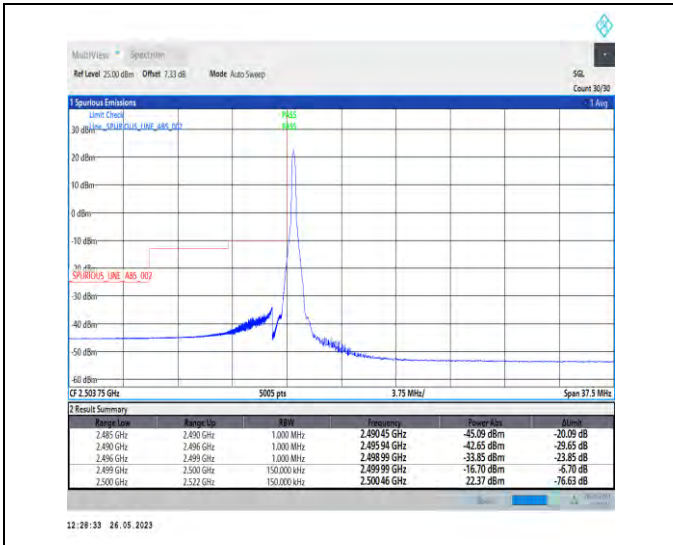 MultiView Spectrum
Ref Level 25.00 dBm Offset 7.33 dB Mode Auto Sweep SGL
Count 30/30
1 Spurious Emissions 1 Avg
Limit Check PASS
30 dBm Line _SPURIOUS_LINE_ABS_002 PASS
20 dBm
10 dBm
0 dBm
-10 dBm
-20 dBm
SPURIOUS_LINE_ABS_002
-30 dBm
-40 dBm
-50 dBm
-60 dBm
CF 2.503 75 GHz 5005 pts 3.75 MHz/ Span 37.5 MHz
2 Result Summary
Range Low Range Up RBW Frequency Power Abs ΔLimit
2.485 GHz 2.490 GHz 1.000 MHz 2.490 45 GHz -45.09 dBm -20.09 dB
2.490 GHz 2.496 GHz 1.000 MHz 2.495 94 GHz -42.65 dBm -29.65 dB
2.496 GHz 2.499 GHz 1.000 MHz 2.498 99 GHz -33.85 dBm -23.85 dB
2.499 GHz 2.500 GHz 150.000 kHz 2.499 99 GHz -16.70 dBm -6.70 dB
2.500 GHz 2.522 GHz 150.000 kHz 2.500 46 GHz 22.37 dBm -76.63 dB
12:28:33 26.05.2023